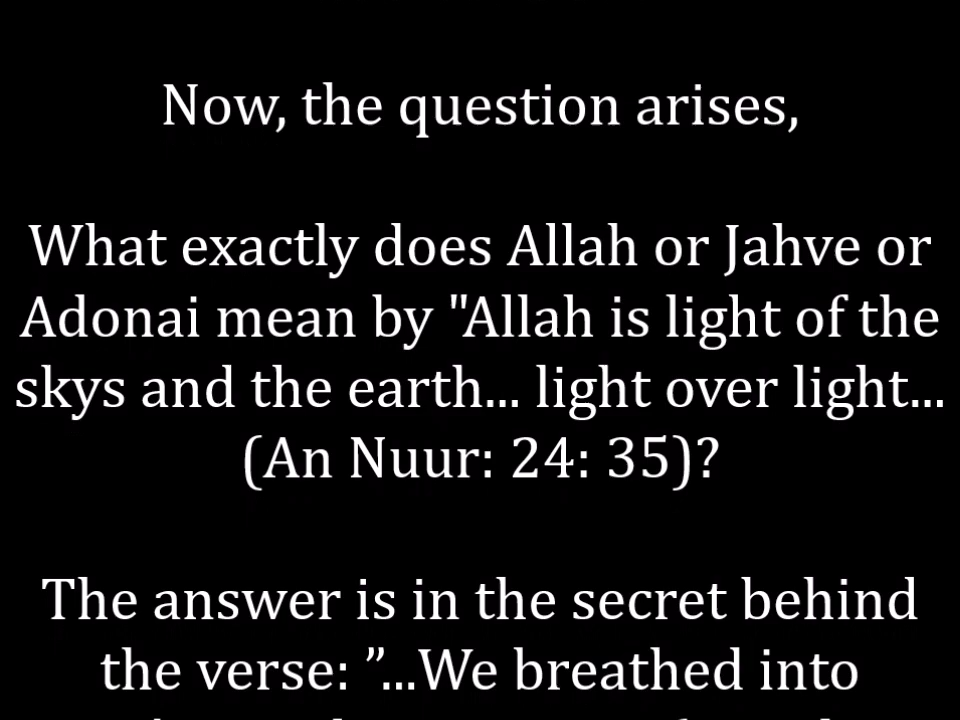 Now, the question arises,
What exactly does Allah or Jahve or
Adonai mean by "Allah is light of the
skys and the earth... light over light...
(An Nuur: 24: 35)?
The answer is in the secret behind
the verse: ”...We breathed into